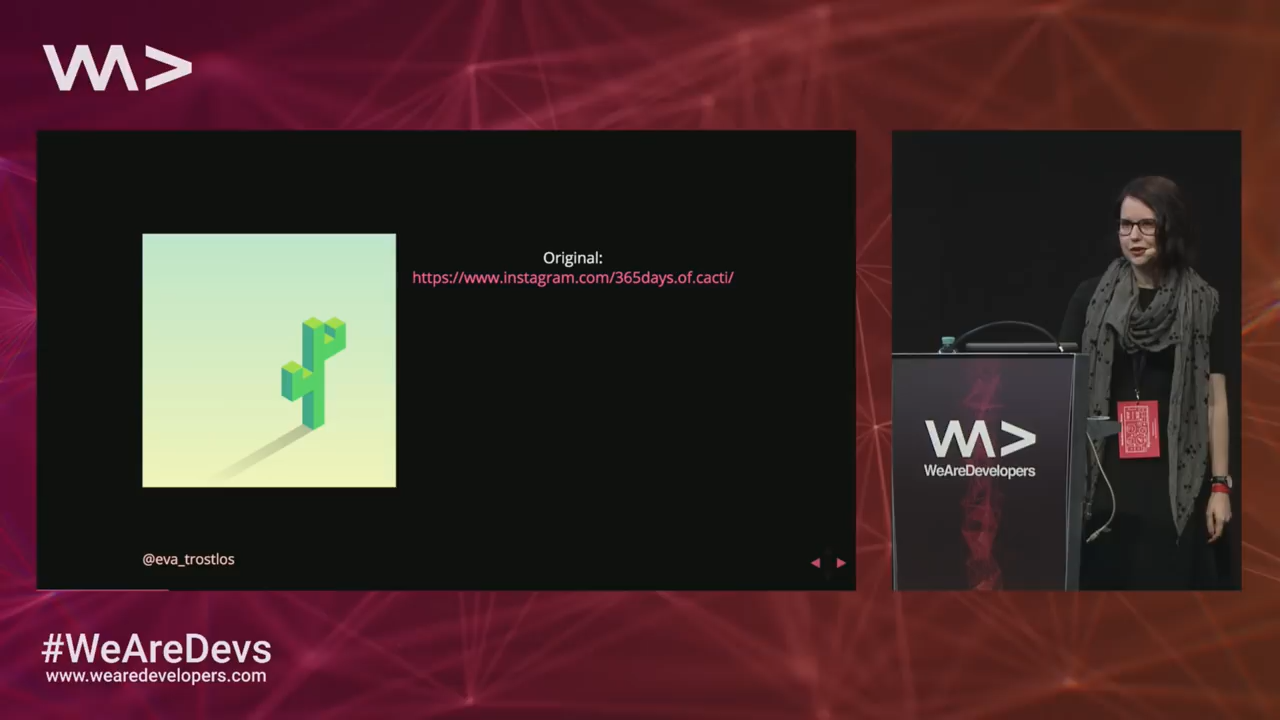 Original:
https://www.instagram.com/365days.of.cacti/
@eva_trostlos
WeAreDevelopers
#WeAreDevs
www.wearedevelopers.com